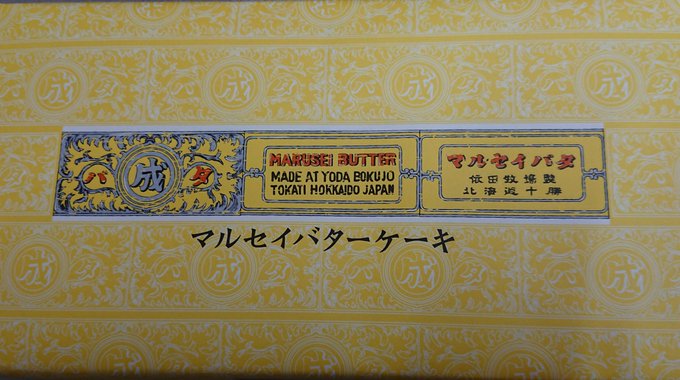 バ 成 タ
MARUSEI BUTTER
MADE AT YODA BOKUJO
TOKATI HOKKAIDO JAPAN
マルセイバタ
依田牧場製
北海道十勝
マルセイバターケーキ